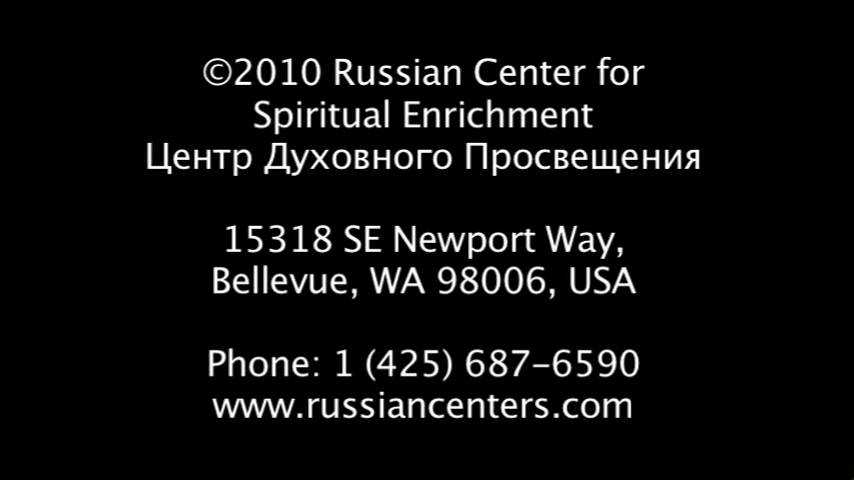 ©2010 Russian Center for
Spiritual Enrichment
Центр Духовного Просвещения
15318 SE Newport Way,
Bellevue, WA 98006, USA
Phone: 1 (425) 687–6590
www.russiancenters.com